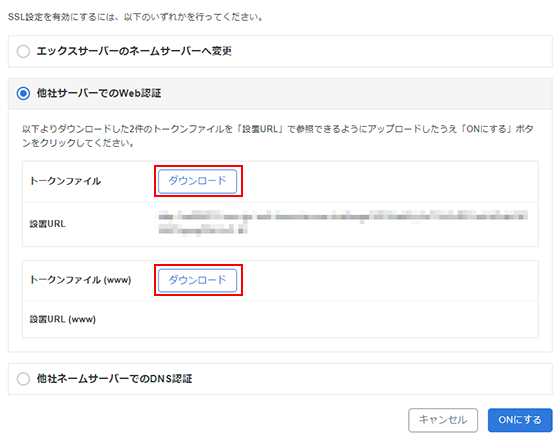 SSL設定を有効にするには、以下のいずれかを行ってください。
エックスサーバーのネームサーバーへ変更
他社サーバーでのWeb認証
以下よりダウンロードした2件のトークンファイルを「設置URL」で参照できるようにアップロードしたうえ「ONにする」ボタ
ンをクリックしてください。
トークンファイル
ダウンロード
設置URL
トークンファイル (www)
ダウンロード
設置URL (www)
他社ネームサーバーでのDNS認証
キャンセル
ONにする